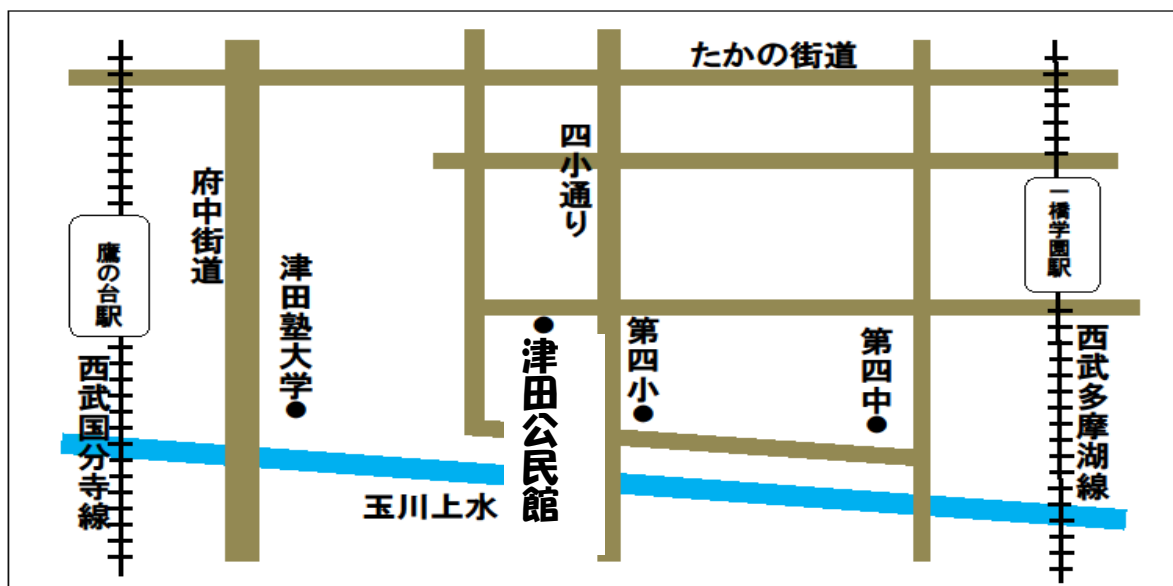 たかの街道
四小通り
府中街道
一橋学園駅
鷹の台駅
津田塾大学
津田公民館
第四小
第四中
西武国分寺線
西武多摩湖線
玉川上水